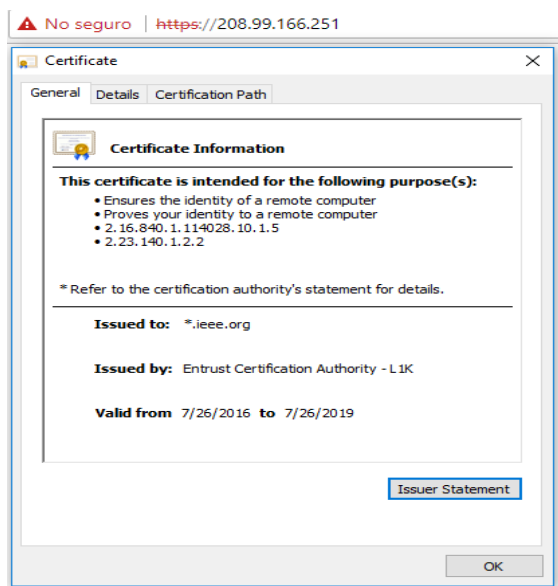 No seguro | https://208.99.166.251
Certificate
General Details Certification Path
Certificate Information
This certificate is intended for the following purpose(s):
• Ensures the identity of a remote computer
• Proves your identity to a remote computer
• 2.16.840.1.114028.10.1.5
• 2.23.140.1.2.2
* Refer to the certification authority's statement for details.
Issued to: *.ieee.org
Issued by: Entrust Certification Authority - L1K
Valid from 7/26/2016 to 7/26/2019
Issuer Statement
OK